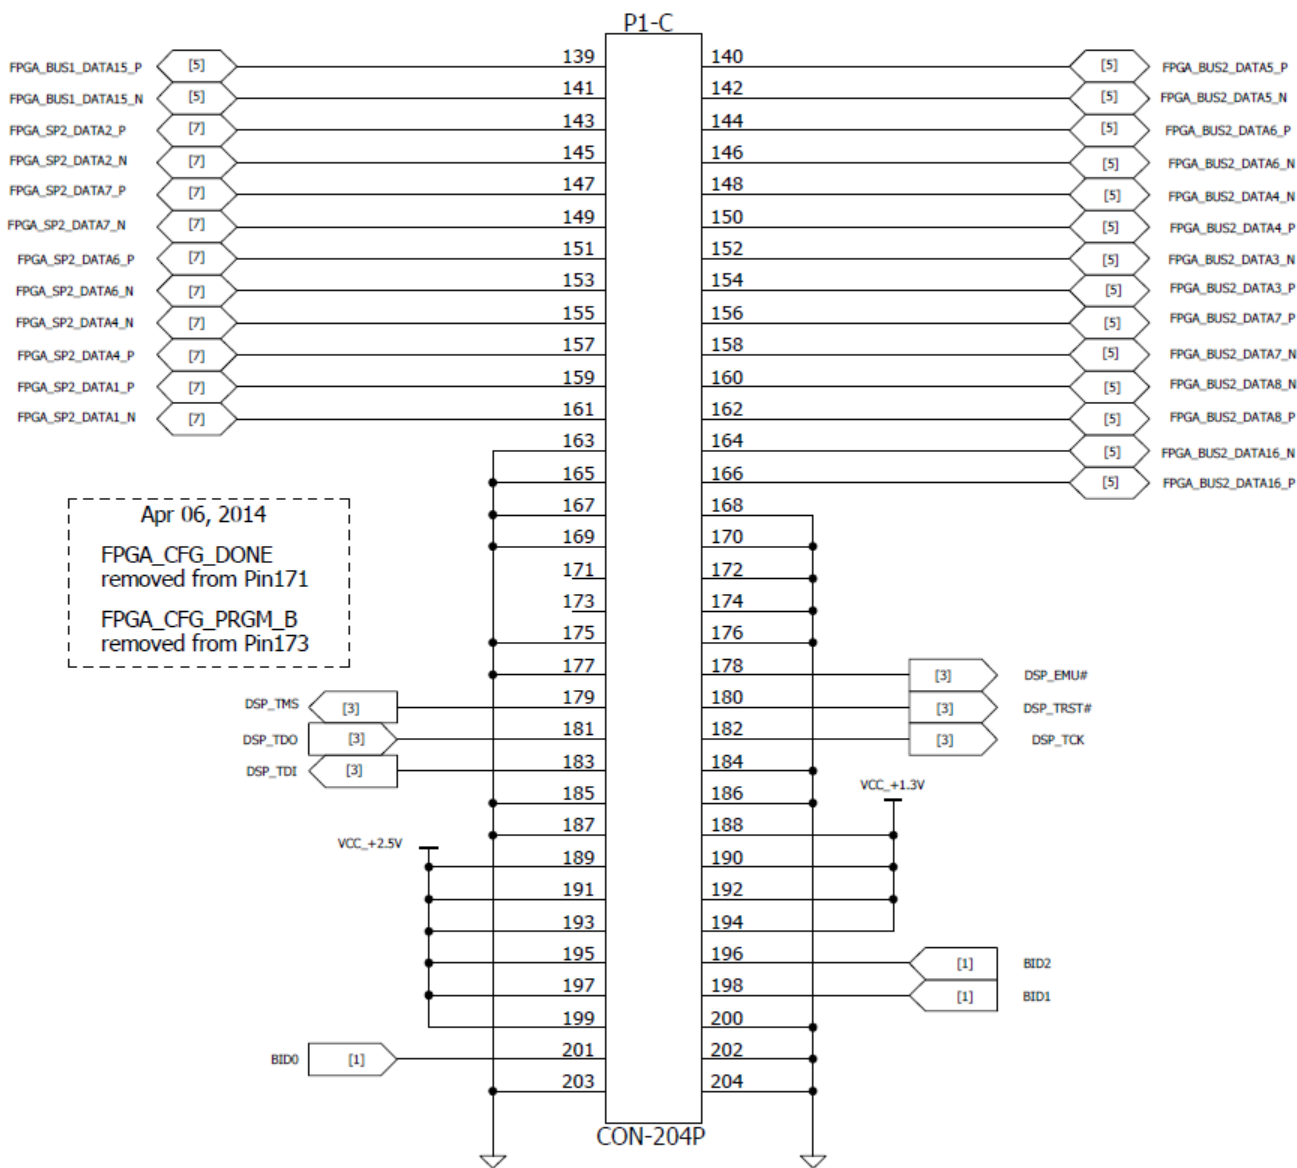 P1-C
FPGA_BUS1_DATA15_P [5] 139 140 [5] FPGA_BUS2_DATA5_P
FPGA_BUS1_DATA15_N [5] 141 142 [5] FPGA_BUS2_DATA5_N
FPGA_SP2_DATA2_P [7] 143 144 [5] FPGA_BUS2_DATA6_P
FPGA_SP2_DATA2_N [7] 145 146 [5] FPGA_BUS2_DATA6_N
FPGA_SP2_DATA7_P [7] 147 148 [5] FPGA_BUS2_DATA4_N
FPGA_SP2_DATA7_N [7] 149 150 [5] FPGA_BUS2_DATA4_P
FPGA_SP2_DATA6_P [7] 151 152 [5] FPGA_BUS2_DATA3_N
FPGA_SP2_DATA6_N [7] 153 154 [5] FPGA_BUS2_DATA3_P
FPGA_SP2_DATA4_N [7] 155 156 [5] FPGA_BUS2_DATA7_P
FPGA_SP2_DATA4_P [7] 157 158 [5] FPGA_BUS2_DATA7_N
FPGA_SP2_DATA1_P [7] 159 160 [5] FPGA_BUS2_DATA8_N
FPGA_SP2_DATA1_N [7] 161 162 [5] FPGA_BUS2_DATA8_P
163 164 [5] FPGA_BUS2_DATA16_N
165 166 [5] FPGA_BUS2_DATA16_P
Apr 06, 2014
FPGA_CFG_DONE
removed from Pin171
FPGA_CFG_PRGM_B
removed from Pin173
167 168
169 170
171 172
173 174
175 176
177 178 [3] DSP_EMU#
DSP_TMS [3] 179 180 [3] DSP_TRST#
DSP_TDO [3] 181 182 [3] DSP_TCK
DSP_TDI [3] 183 184
185 186
VCC_+1.3V
187 188
VCC_+2.5V
189 190
191 192
193 194
195 196 [1] BID2
197 198 [1] BID1
199 200
BID0 [1] 201 202
203 204
CON-204P